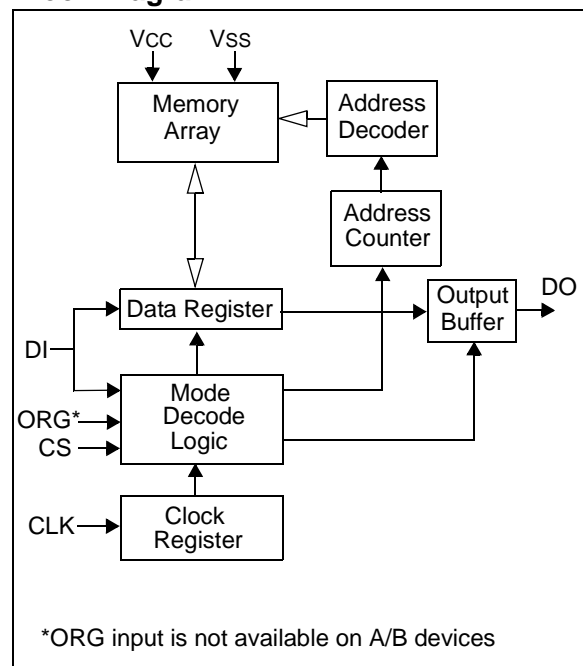 VCC
VSS
Memory
Array
Address
Decoder
Address
Counter
Data Register
Output
Buffer
DO
DI
Mode
Decode
Logic
ORG*
CS
CLK
Clock
Register
*ORG input is not available on A/B devices